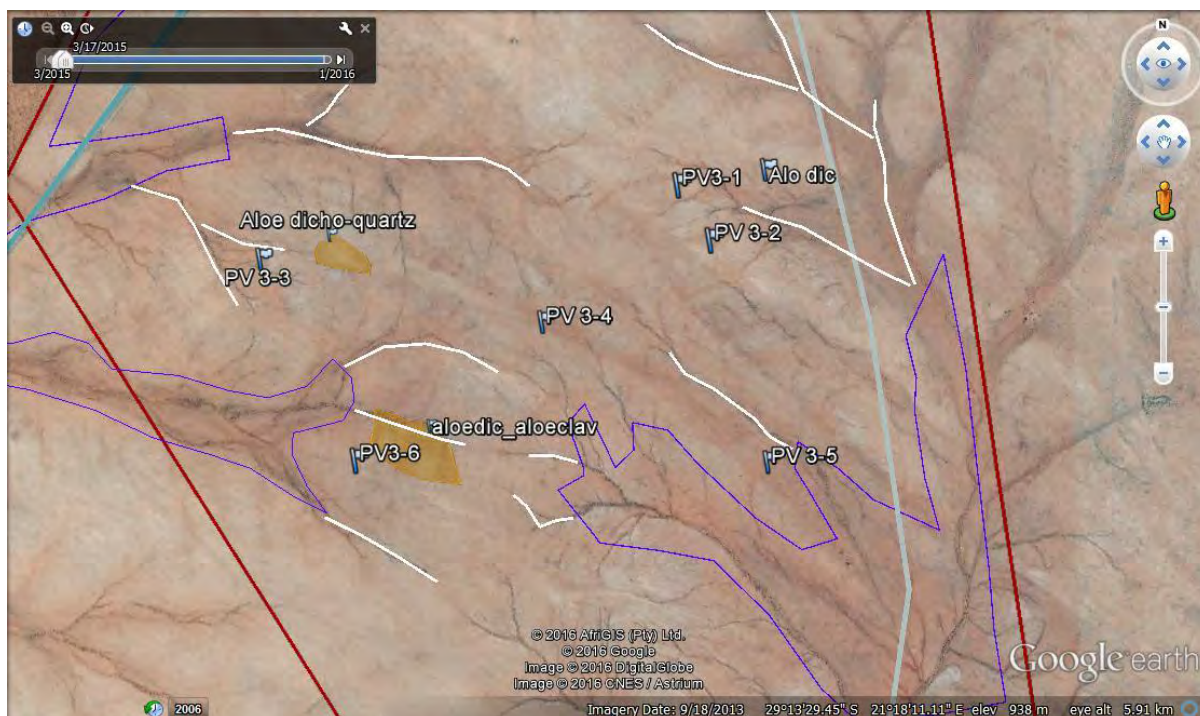 3/17/2015
3/2015
1/2016
N
PV3-1
Alo dic
Aloe dicho-quartz
PV 3-2
PV 3-3
PV 3-4
aloedic_aloeclav
PV3-6
PV 3-5
© 2016 AfriGIS (Pty) Ltd.
© 2016 Google
Image © 2016 DigitalGlobe
Image © 2016 CNES / Astrium
Google earth
2006
Imagery Date: 9/18/2013 29°13'29.45" S 21°18'11.11" E elev 938 m eye alt 5.91 km